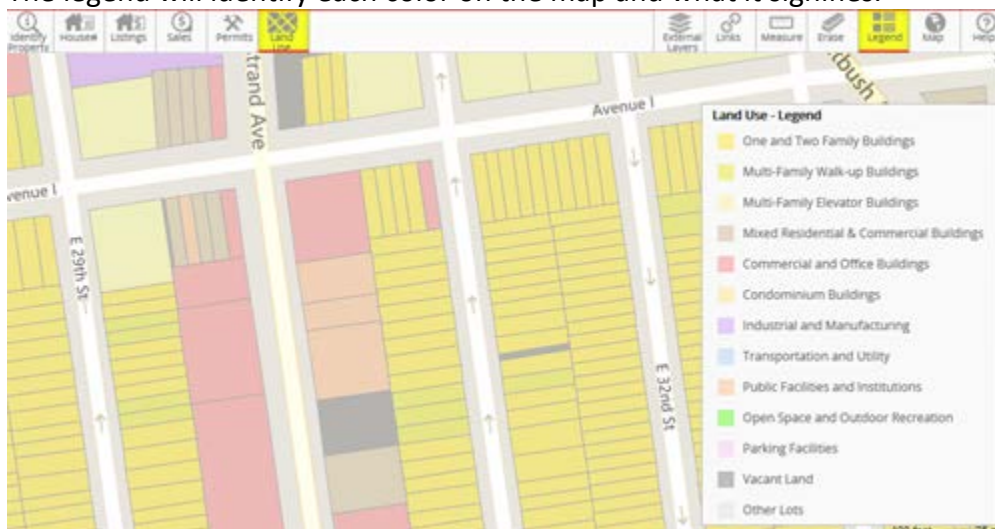 The legend will identify each color on the map and what it signifies.
Identify
Property
House#
Listings
Sales
Permits
Land
Use
External
Layers
Links
Measure
Erase
Legend
Map
Help
trand Ave
tbush
Avenue I
venue I
E 29th St
E 32nd St
Land Use - Legend
One and Two Family Buildings
Multi-Family Walk-up Buildings
Multi-Family Elevator Buildings
Mixed Residential & Commercial Buildings
Commercial and Office Buildings
Condominium Buildings
Industrial and Manufacturing
Transportation and Utility
Public Facilities and Institutions
Open Space and Outdoor Recreation
Parking Facilities
Vacant Land
Other Lots